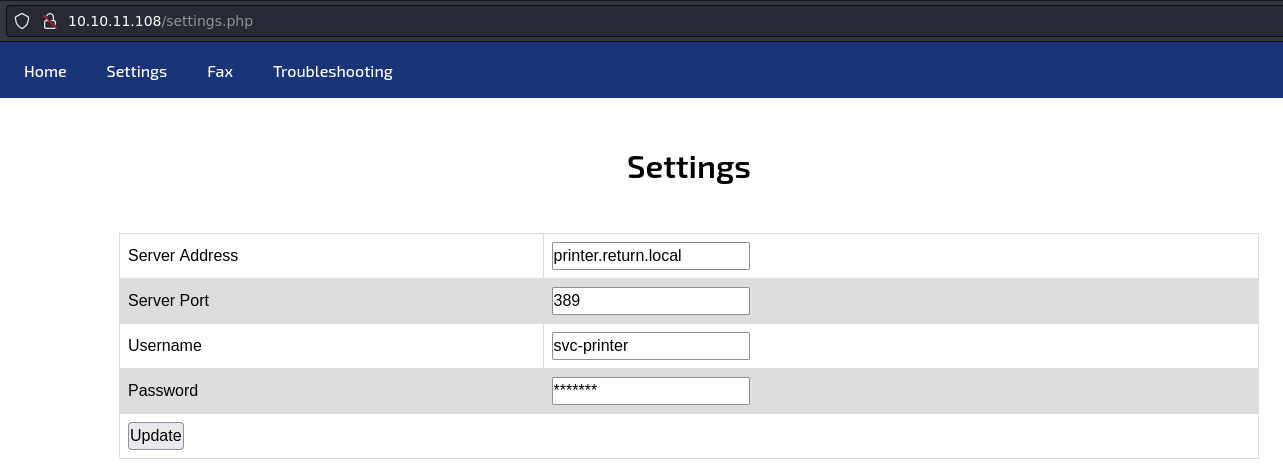 10.10.11.108/settings.php
Home Settings Fax Troubleshooting
Settings
Server Address printer.return.local
Server Port 389
Username svc-printer
Password *******
Update